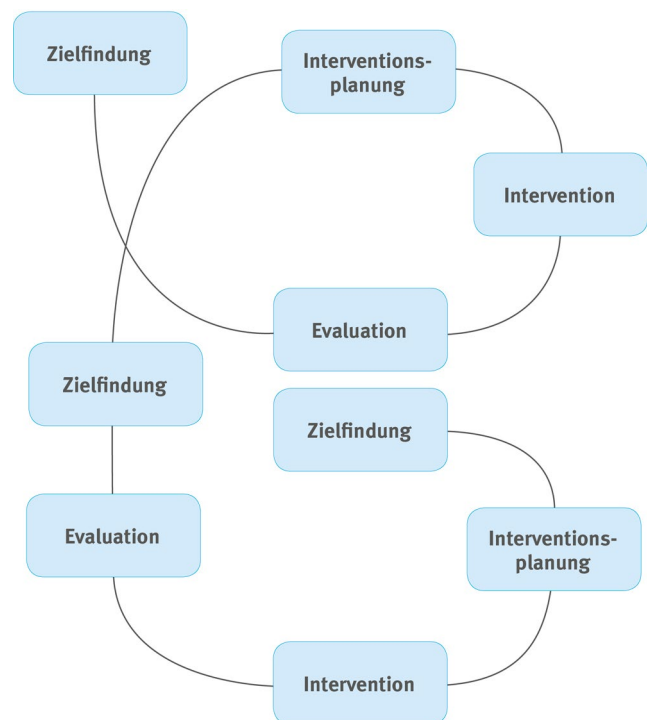 Zielfindung
Interventions-
planung
Intervention
Evaluation
Zielfindung
Zielfindung
Evaluation
Interventions-
planung
Intervention